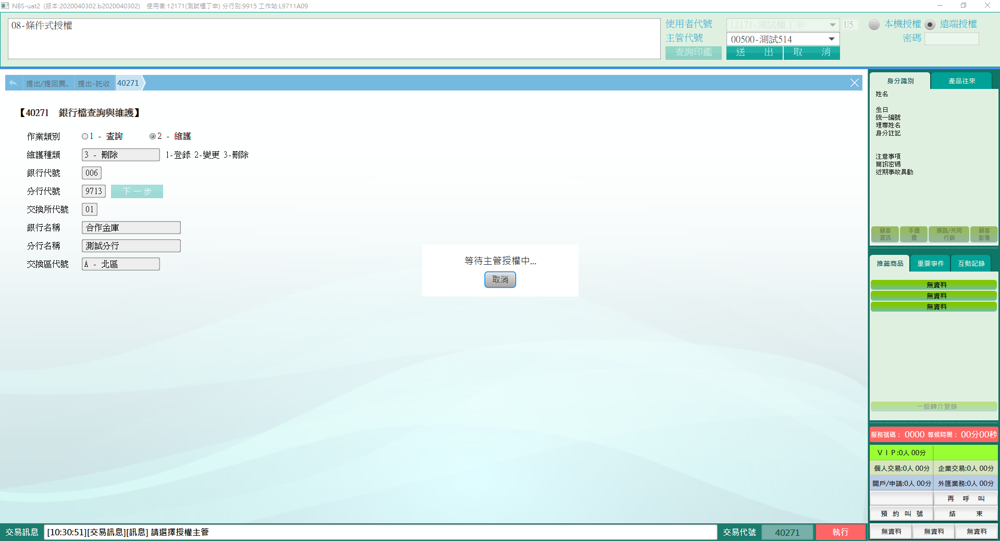 NBS-uat2 (版本:2020040302.b2020040302) 使用者:12171(測試櫃丁辛) 分行別:9915 工作站:L9711A09
08-條件式授權
使用者代號 12171-測試櫃丁辛 U5 本機授權 遠端授權
主管代號 00500-測試514 密碼
查詢印鑑 送 出 取 消
提出/提回票.. 提出-託收 40271
【40271 銀行檔查詢與維護】
作業類別 1 - 查詢 2 - 維護
維護種類 3 - 刪除 1-登錄 2-變更 3-刪除
銀行代號 006
分行代號 9713 下一步
交換所代號 01
銀行名稱 合作金庫
分行名稱 測試分行
交換區代號 A - 北區
等待主管授權中...
取消
身分識別 產品往來
姓名
生日
統一編號
理專姓名
身分註記
注意事項
簡訊密碼
近期事故異動
顧客資訊 手續費 通路/共同行銷 顧客影像
推薦商品 重要事件 互動記錄
無資料
無資料
無資料
一般轉介登錄
服務號碼： 0000 等候時間： 00分00秒
ＶＩＰ:0人 00分
個人交易:0人 00分 企業交易:0人 00分
開戶/申請:0人 00分 外匯業務:0人 00分
再 呼 叫
預 約 叫 號 結 束
無資料 無資料 無資料
交易訊息 [10:30:51][交易訊息][訊息] 請選擇授權主管 交易代號 40271 執行